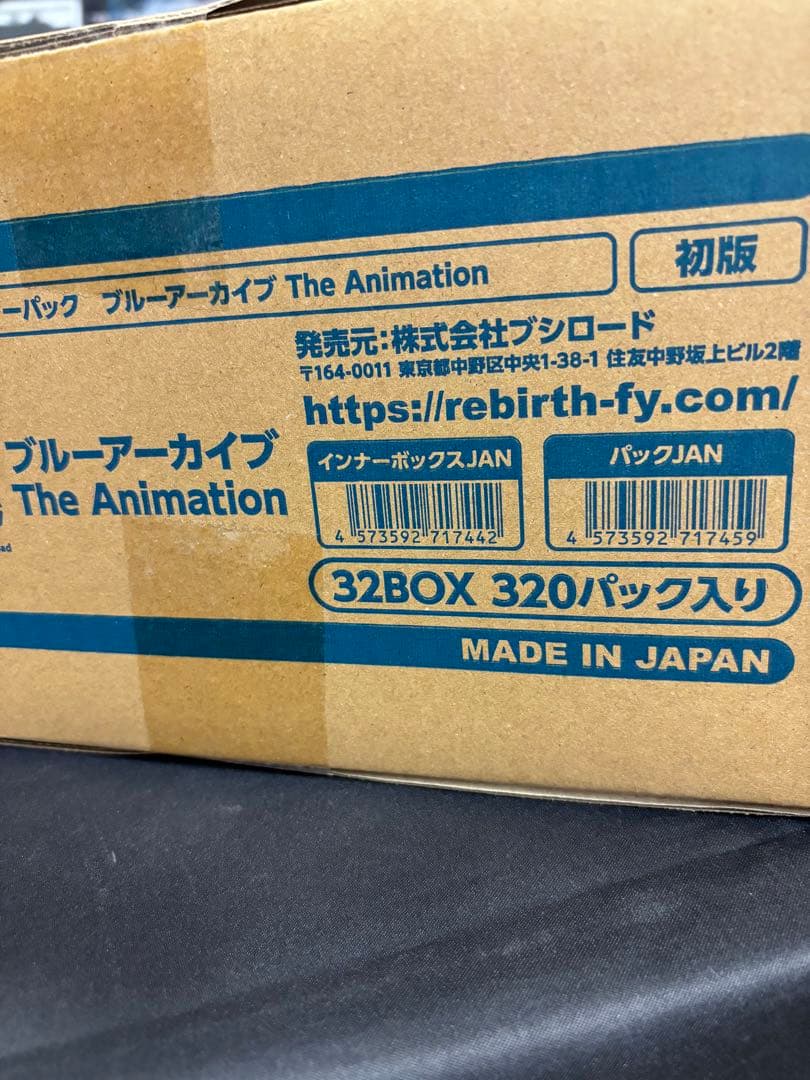 ーパック ブルーアーカイブ The Animation
初版
発売元:株式会社ブシロード
〒164-0011 東京都中野区中央1-38-1 住友中野坂上ビル2階
https://rebirth-fy.com/
ブルーアーカイブ
The Animation
インナーボックスJAN
4 573592 717442
パックJAN
4 573592 717459
32BOX 320パック入り
MADE IN JAPAN